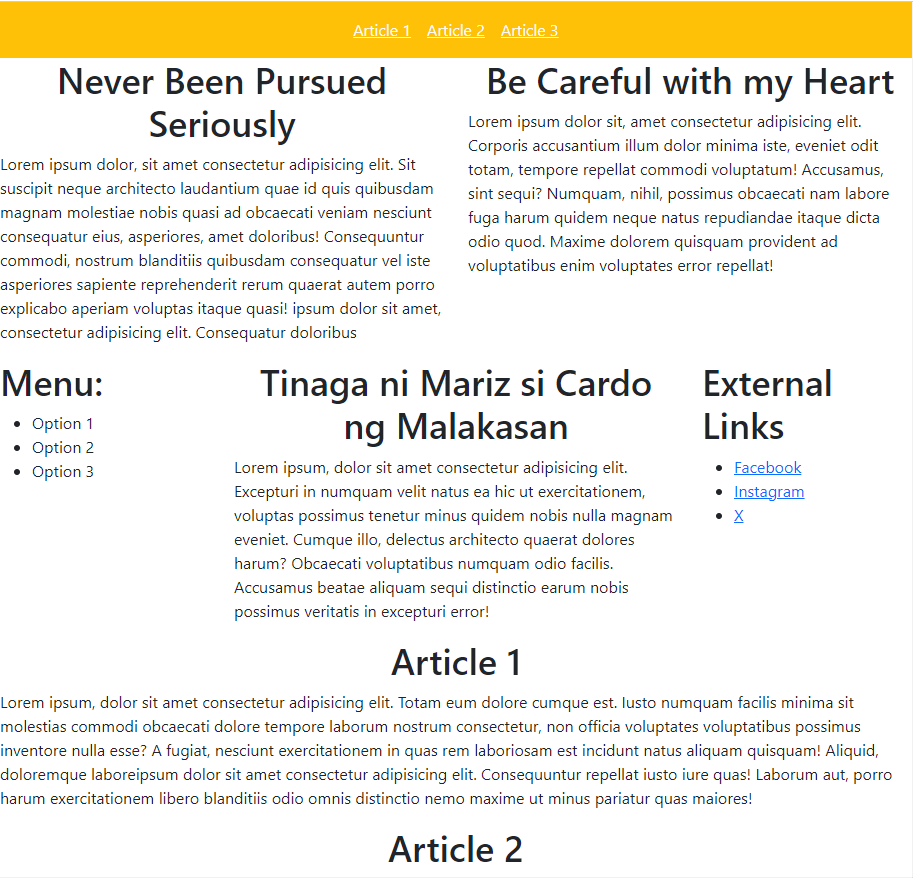 Article 1 Article 2 Article 3
Never Been Pursued
Seriously
Lorem ipsum dolor, sit amet consectetur adipisicing elit. Sit
suscipit neque architecto laudantium quae id quis quibusdam
magnam molestiae nobis quasi ad obcaecati veniam nesciunt
consequatur eius, asperiores, amet doloribus! Consequuntur
commodi, nostrum blanditiis quibusdam consequatur vel iste
asperiores sapiente reprehenderit rerum quaerat autem porro
explicabo aperiam voluptas itaque quasi! ipsum dolor sit amet,
consectetur adipisicing elit. Consequatur doloribus
Be Careful with my Heart
Lorem ipsum dolor sit, amet consectetur adipisicing elit.
Corporis accusantium illum dolor minima iste, eveniet odit
totam, tempore repellat commodi voluptatum! Accusamus,
sint sequi? Numquam, nihil, possimus obcaecati nam labore
fuga harum quidem neque natus repudiandae itaque dicta
odio quod. Maxime dolorem quisquam provident ad
voluptatibus enim voluptates error repellat!
Menu:
Option 1
Option 2
Option 3
Tinaga ni Mariz si Cardo
ng Malakasan
Lorem ipsum, dolor sit amet consectetur adipisicing elit.
Excepturi in numquam velit natus ea hic ut exercitationem,
voluptas possimus tenetur minus quidem nobis nulla magnam
eveniet. Cumque illo, delectus architecto quaerat dolores
harum? Obcaecati voluptatibus numquam odio facilis.
Accusamus beatae aliquam sequi distinctio earum nobis
possimus veritatis in excepturi error!
External
Links
Facebook
Instagram
X
Article 1
Lorem ipsum, dolor sit amet consectetur adipisicing elit. Totam eum dolore cumque est. Iusto numquam facilis minima sit
molestias commodi obcaecati dolore tempore laborum nostrum consectetur, non officia voluptates voluptatibus possimus
inventore nulla esse? A fugiat, nesciunt exercitationem in quas rem laboriosam est incidunt natus aliquam quisquam! Aliquid,
doloremque laboreipsum dolor sit amet consectetur adipisicing elit. Consequuntur repellat iusto iure quas! Laborum aut, porro
harum exercitationem libero blanditiis odio omnis distinctio nemo maxime ut minus pariatur quas maiores!
Article 2